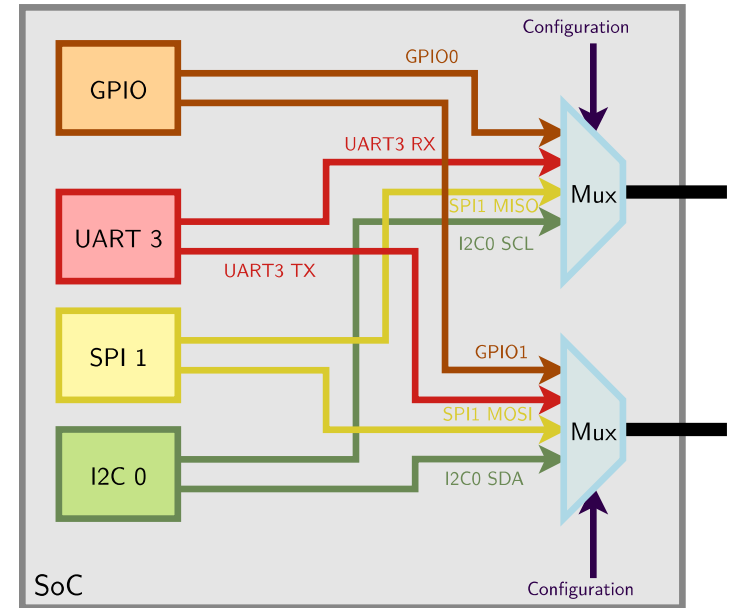 Configuration
GPIO0
GPIO
UART3 RX
Mux
SPI1 MISO
UART 3
I2C0 SCL
UART3 TX
GPIO1
SPI 1
SPI1 MOSI
Mux
I2C 0
I2C0 SDA
SoC
Configuration